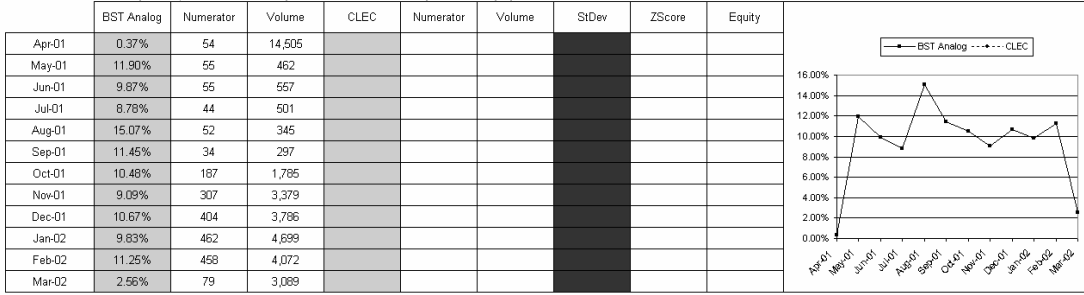 BST Analog Numerator Volume CLEC Numerator Volume StDev ZScore Equity
Apr-01 0.37% 54 14,505
May-01 11.90% 55 462
Jun-01 9.87% 55 557
Jul-01 8.78% 44 501
Aug-01 15.07% 52 345
Sep-01 11.45% 34 297
Oct-01 10.48% 187 1,785
Nov-01 9.09% 307 3,379
Dec-01 10.67% 404 3,786
Jan-02 9.83% 462 4,699
Feb-02 11.25% 458 4,072
Mar-02 2.56% 79 3,089
BST Analog CLEC
16.00%
14.00%
12.00%
10.00%
8.00%
6.00%
4.00%
2.00%
0.00%
Apr-01 May-01 Jun-01 Jul-01 Aug-01 Sep-01 Oct-01 Nov-01 Dec-01 Jan-02 Feb-02 Mar-02